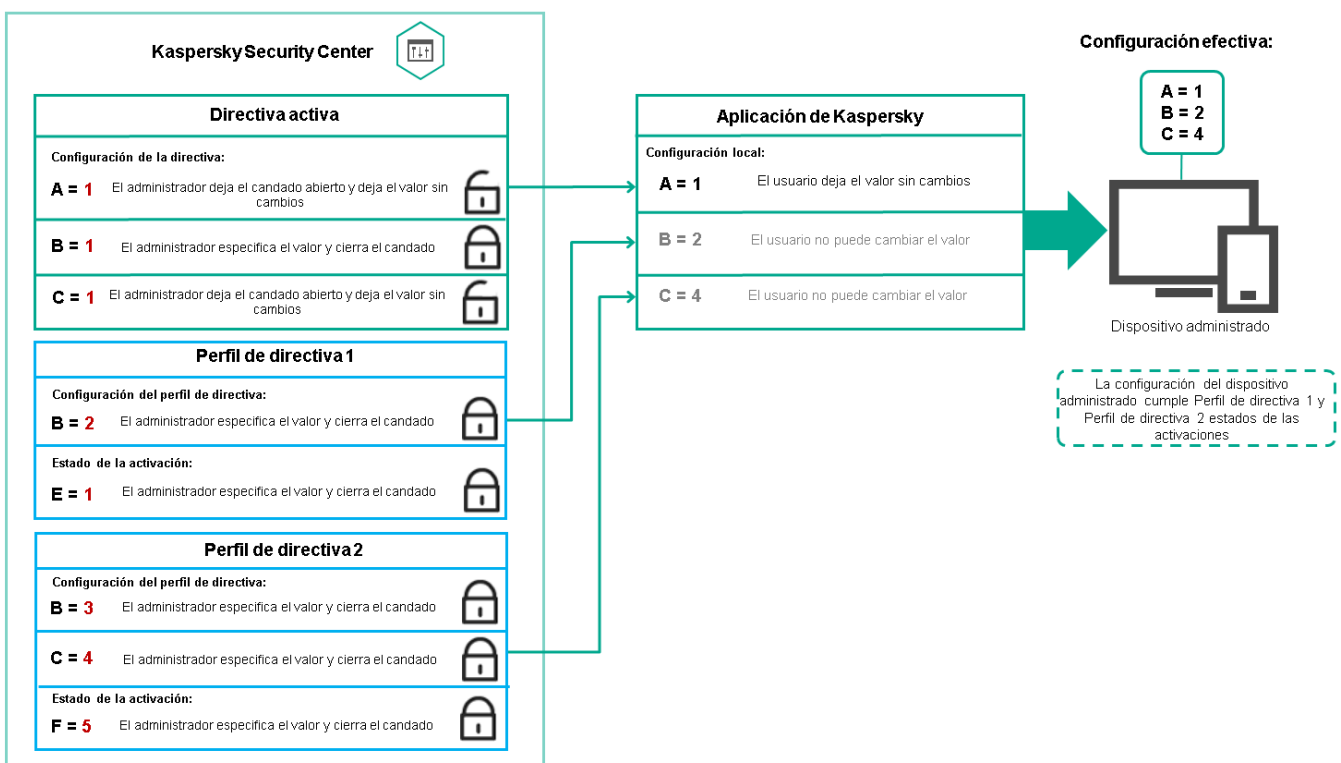 Kaspersky Security Center
Directiva activa
Configuración de la directiva:
A = 1 El administrador deja el candado abierto y deja el valor sin
cambios
B = 1 El administrador especifica el valor y cierra el candado
C = 1 El administrador deja el candado abierto y deja el valor sin
cambios
Perfil de directiva 1
Configuración del perfil de directiva:
B = 2 El administrador especifica el valor y cierra el candado
Estado de la activación:
E = 1 El administrador especifica el valor y cierra el candado
Perfil de directiva 2
Configuración del perfil de directiva:
B = 3 El administrador especifica el valor y cierra el candado
C = 4 El administrador especifica el valor y cierra el candado
Estado de la activación:
F = 5 El administrador especifica el valor y cierra el candado
Aplicación de Kaspersky
Configuración local:
A = 1 El usuario deja el valor sin cambios
B = 2 El usuario no puede cambiar el valor
C = 4 El usuario no puede cambiar el valor
Configuración efectiva:
A = 1
B = 2
C = 4
Dispositivo administrado
La configuración del dispositivo
administrado cumple Perfil de directiva 1 y
Perfil de directiva 2 estados de las
activaciones